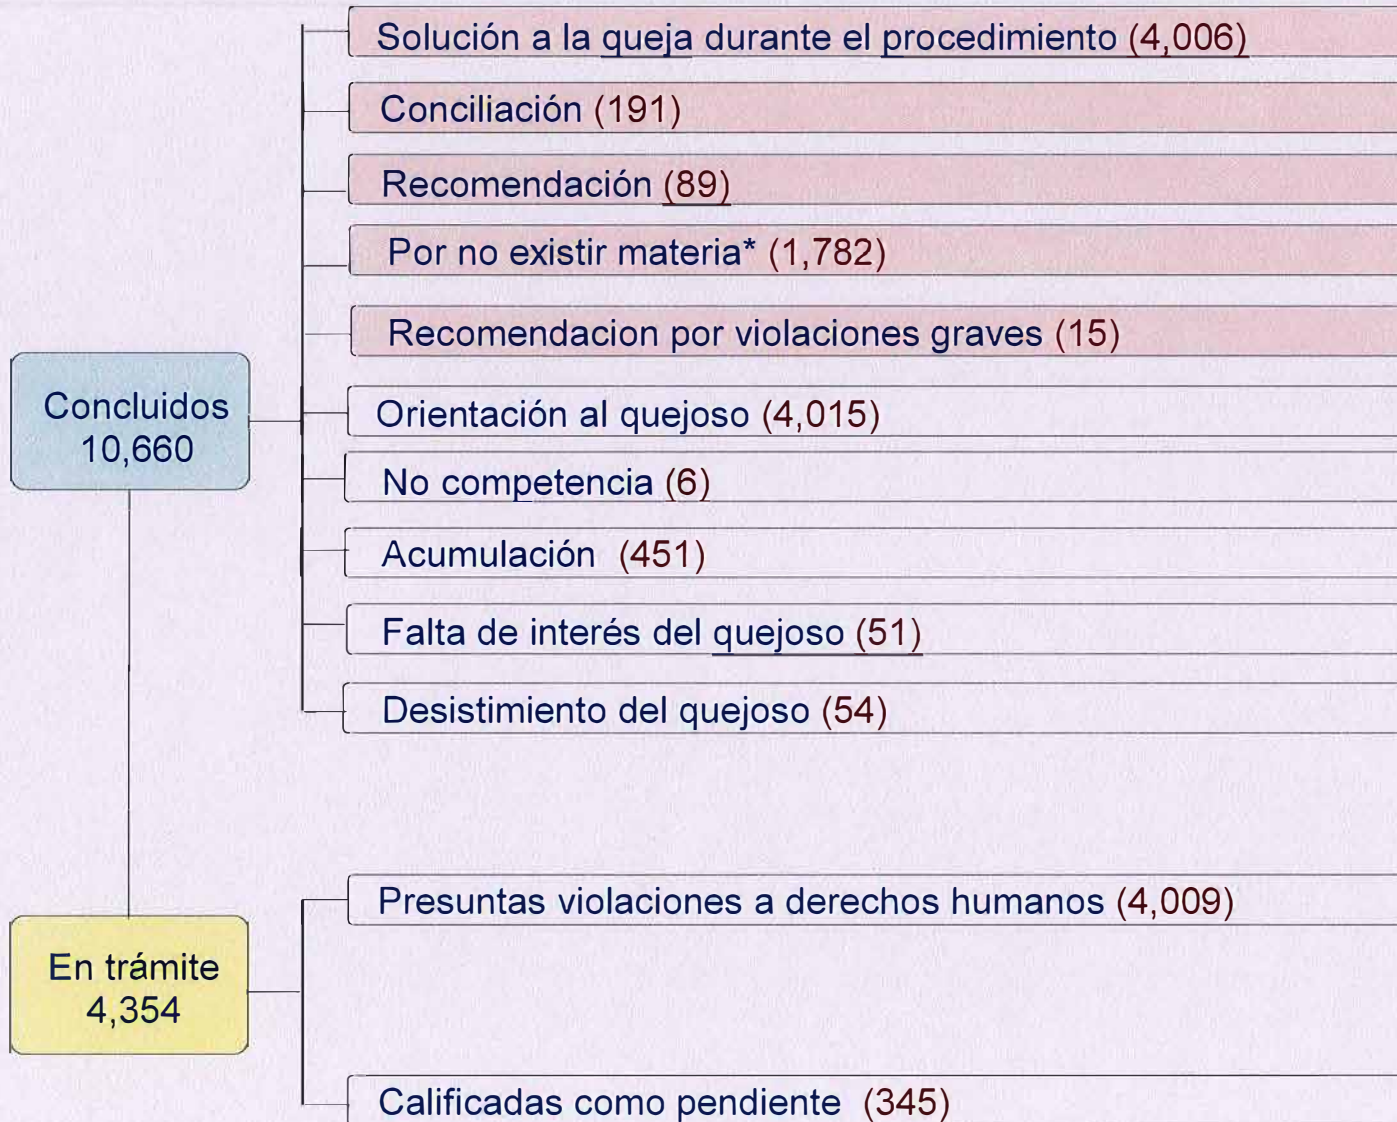 Solución a la queja durante el procedimiento (4,006)
Conciliación (191)
Recomendación (89)
Por no existir materia* (1,782)
Recomendacion por violaciones graves (15)
Concluidos
10,660
Orientación al quejoso (4,015)
No competencia (6)
Acumulación (451)
Falta de interés del quejoso (51)
Desistimiento del quejoso (54)
En trámite
4,354
Presuntas violaciones a derechos humanos (4,009)
Calificadas como pendiente (345)